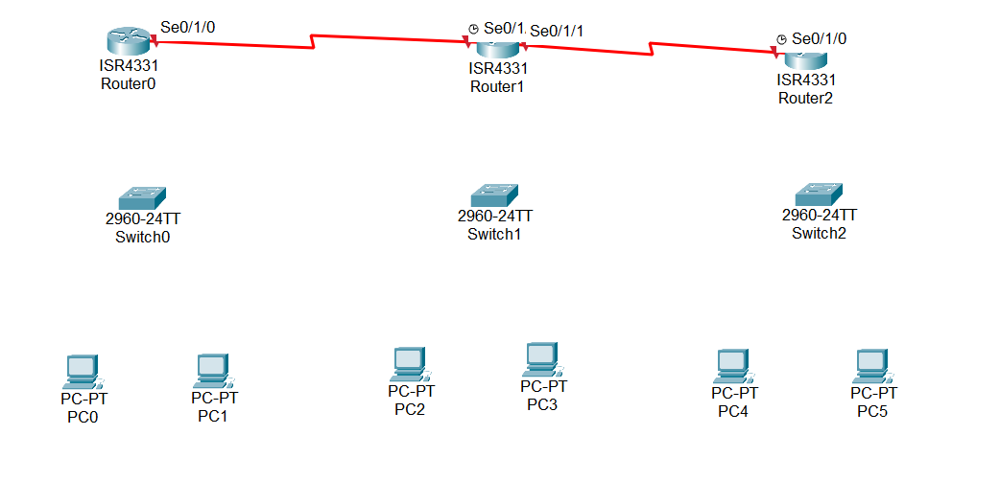 Se0/1/0
Se0/1
Se0/1/1
Se0/1/0
ISR4331
Router0
ISR4331
Router1
ISR4331
Router2
2960-24TT
Switch0
2960-24TT
Switch1
2960-24TT
Switch2
PC-PT
PC0
PC-PT
PC1
PC-PT
PC2
PC-PT
PC3
PC-PT
PC4
PC-PT
PC5